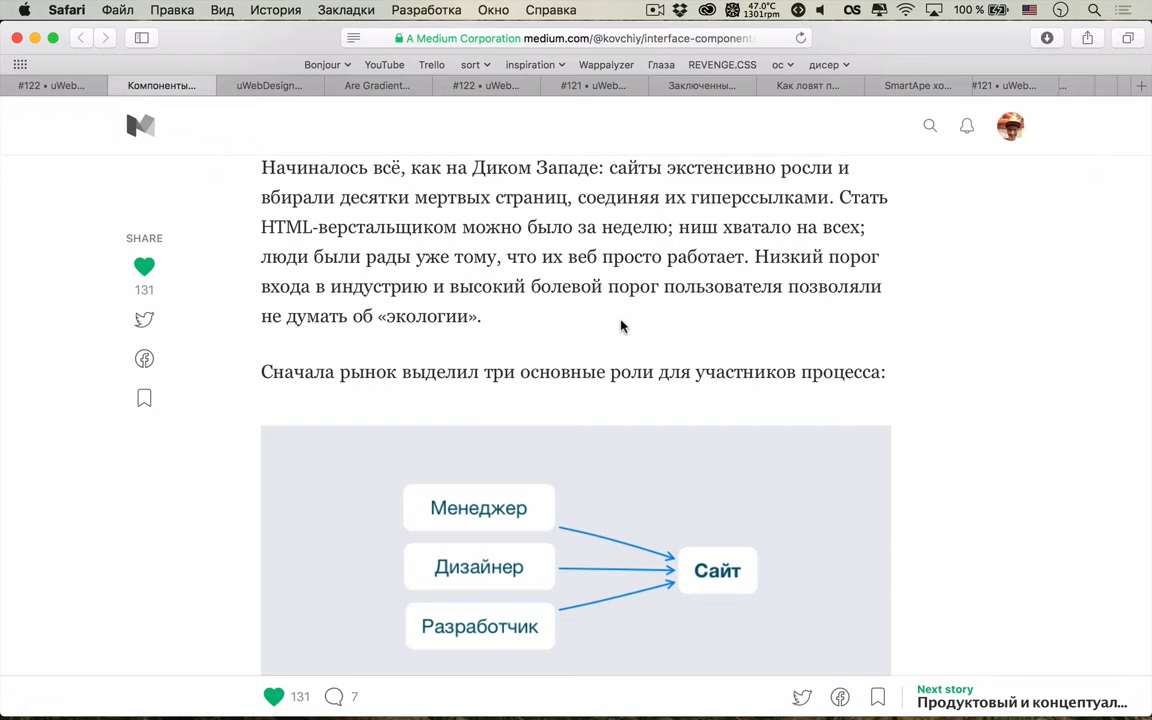 Safari Файл Правка Вид История Закладки Разработка Окно Справка 47.0°C 1301rpm 100 %
A Medium Corporation medium.com/@kovchiy/interface-component
Bonjour YouTube Trello sort inspiration Wappalyzer Глаза REVENGE.CSS ос дисер
#122 • uWeb... Компоненты... uWebDesign... Are Gradient... #122 • uWeb... #121 • uWeb... Заключенны... Как ловят п... SmartApe хо... #121 • uWeb... ...
Начиналось всё, как на Диком Западе: сайты экстенсивно росли и
вбирали десятки мертвых страниц, соединяя их гиперссылками. Стать
HTML-верстальщиком можно было за неделю; ниш хватало на всех;
люди были рады уже тому, что их веб просто работает. Низкий порог
входа в индустрию и высокий болевой порог пользователя позволяли
не думать об «экологии».
SHARE
131
Сначала рынок выделил три основные роли для участников процесса:
Менеджер
Дизайнер
Разработчик
Сайт
131 7
Next story
Продуктовый и концептуал...